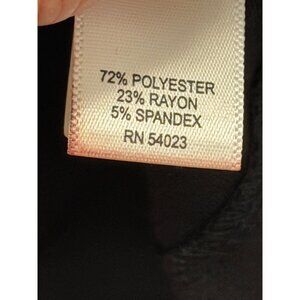 72% POLYESTER
23% RAYON
5% SPANDEX
RN 54023